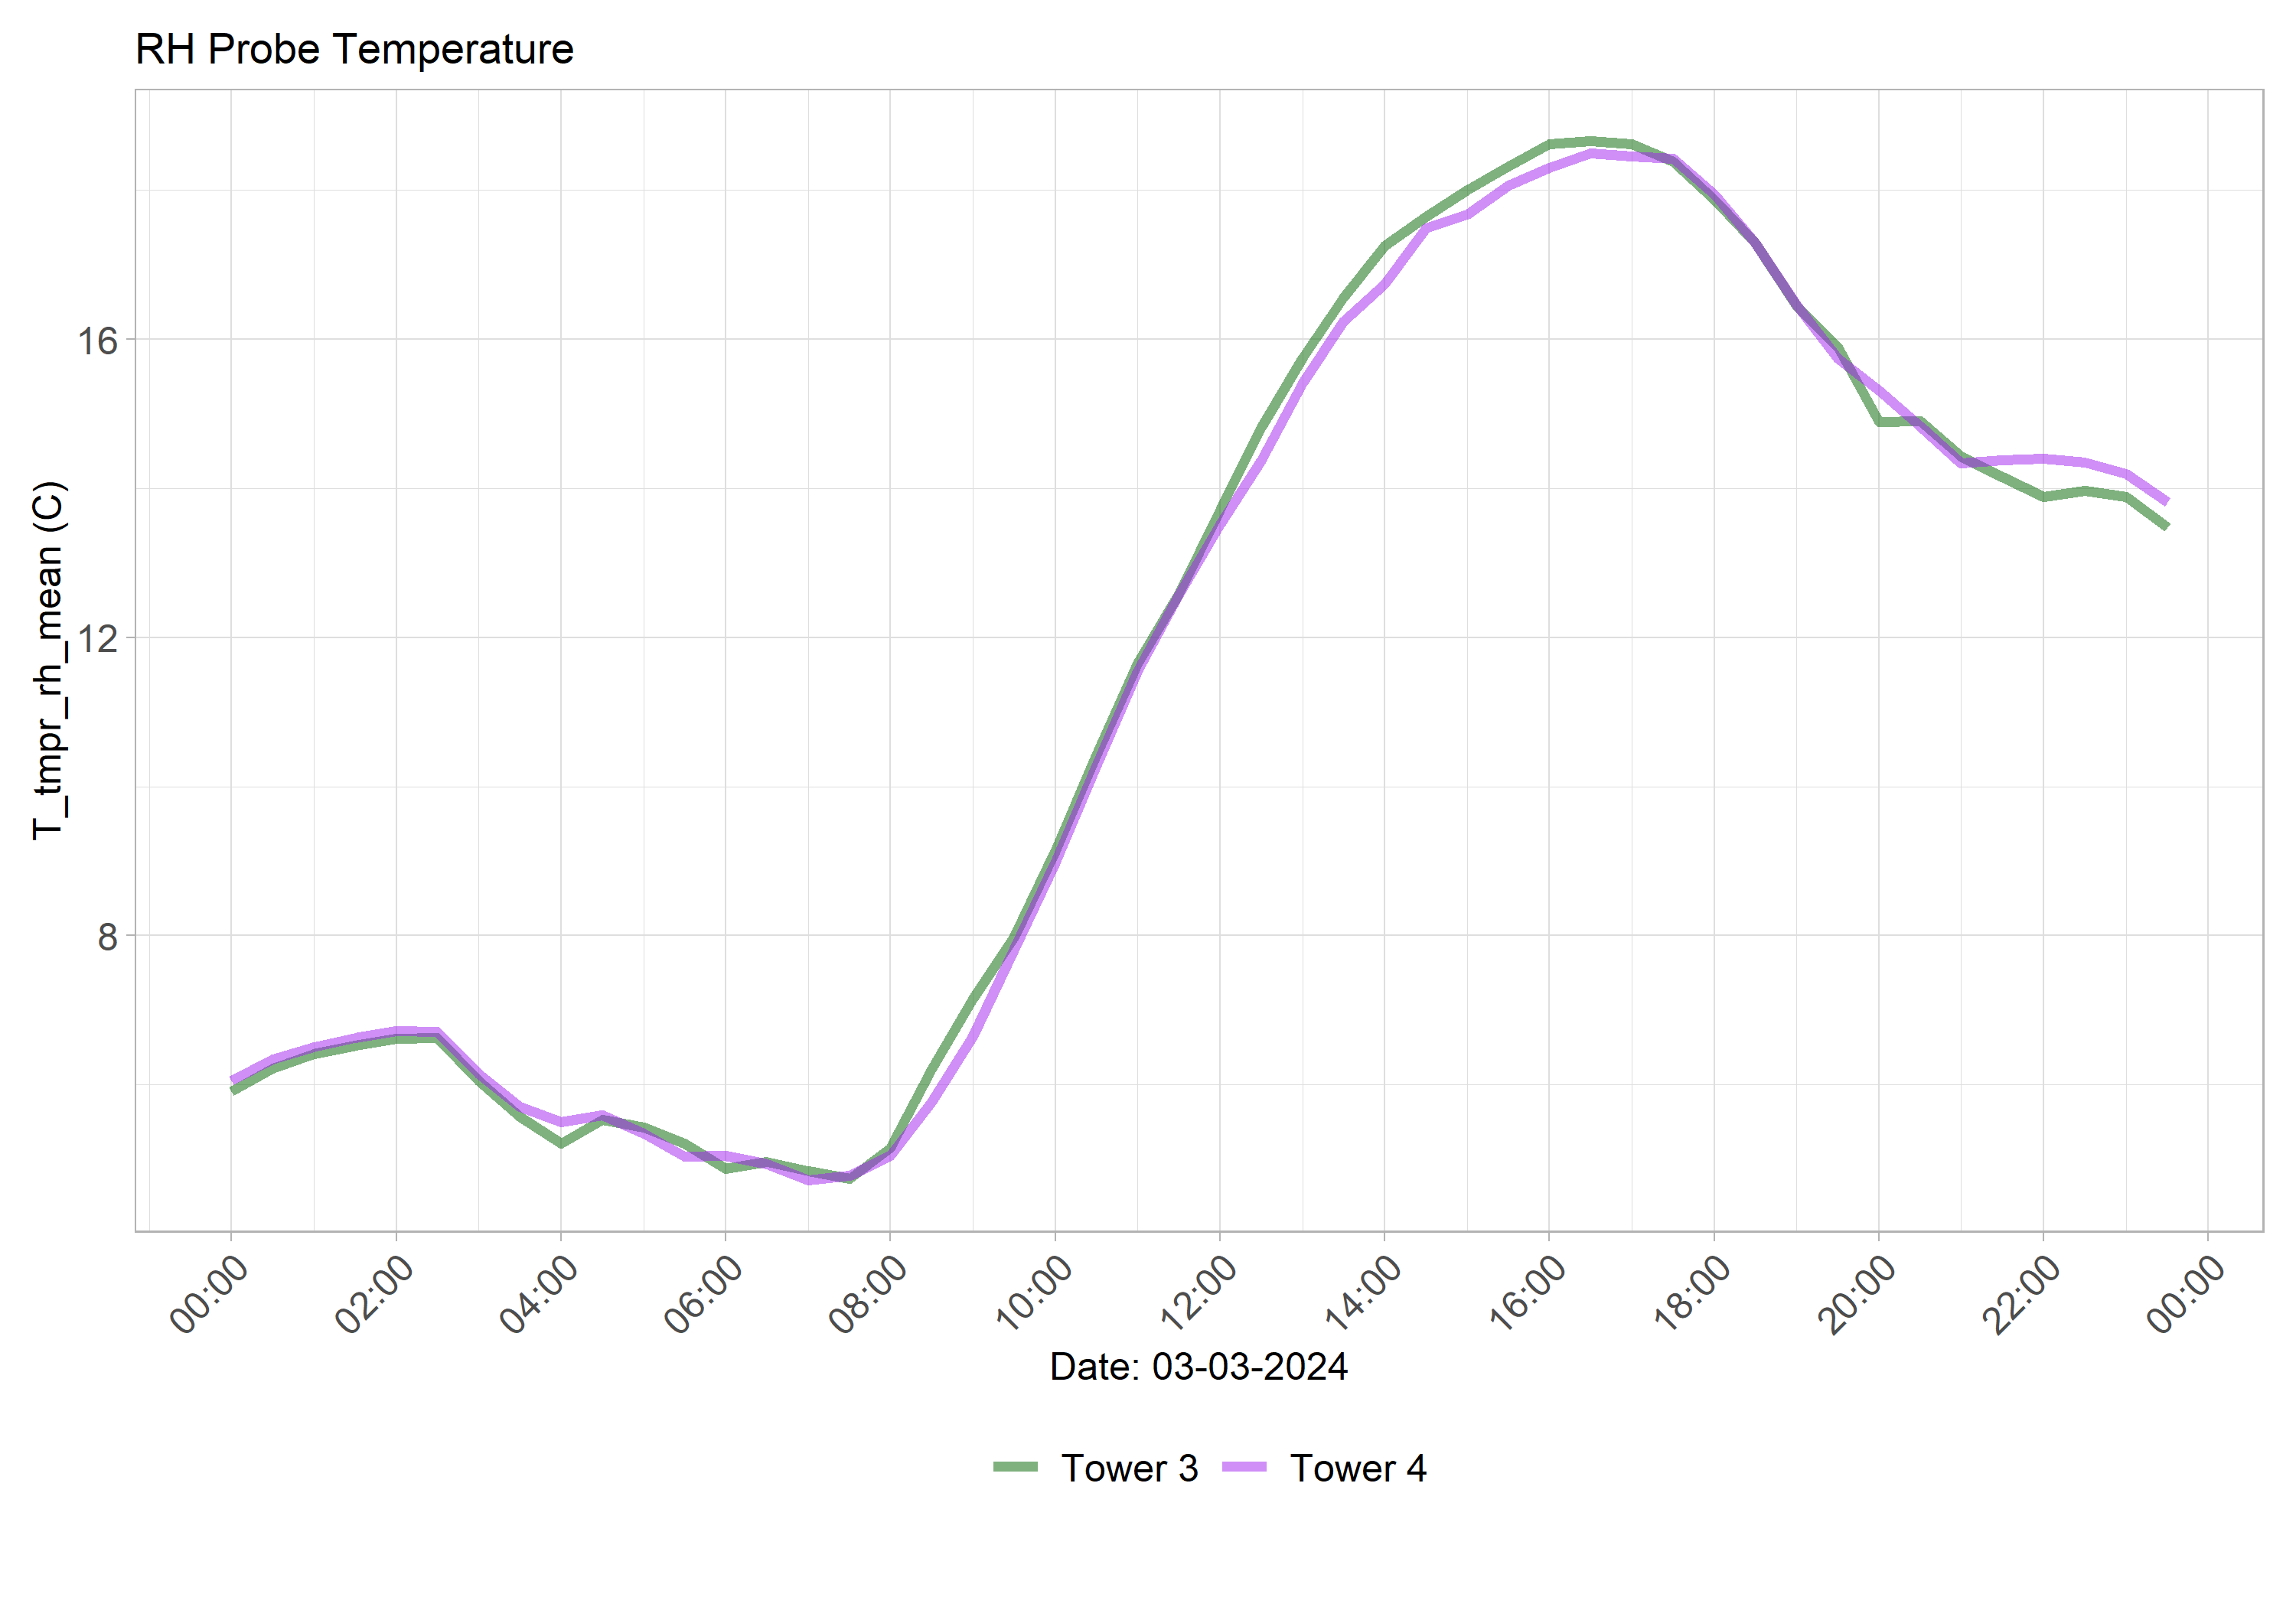 RH Probe Temperature
T_tmpr_rh_mean (C)
16
12
8
00:00 02:00 04:00 06:00 08:00 10:00 12:00 14:00 16:00 18:00 20:00 22:00 00:00
Date: 03-03-2024
Tower 3 Tower 4